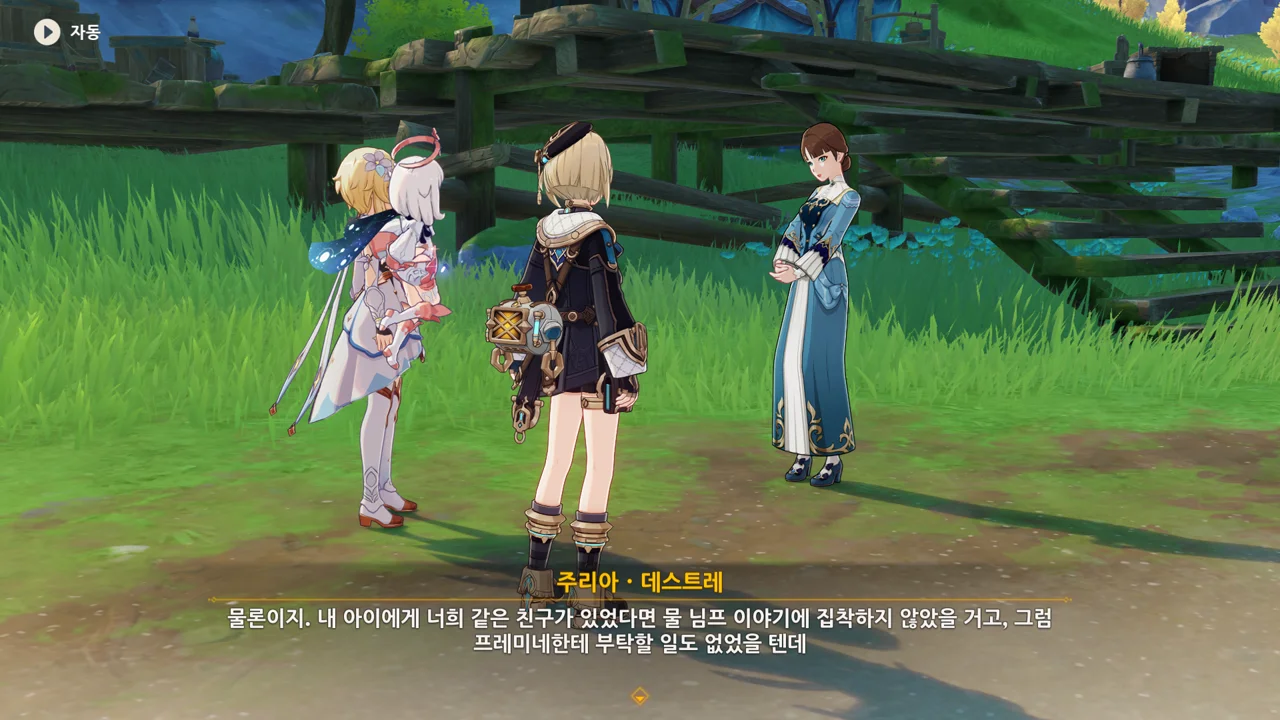 자동
주리아 · 데스트레
물론이지. 내 아이에게 너희 같은 친구가 있었다면 물 님프 이야기에 집착하지 않았을 거고, 그럼
프레미네한테 부탁할 일도 없었을 텐데